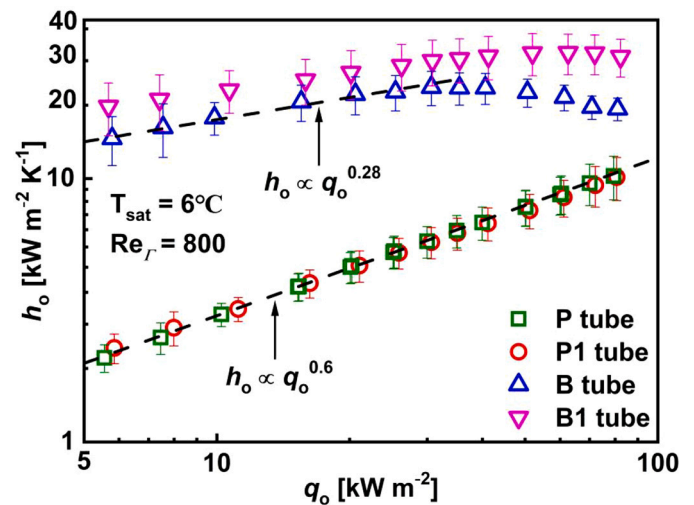 40
30
20
10
1
h_o [kW m^-2 K^-1]
h_o ∝ q_o^0.28
T_sat = 6℃
Re_Γ = 800
h_o ∝ q_o^0.6
P tube
P1 tube
B tube
B1 tube
5 10 100
q_o [kW m^-2]